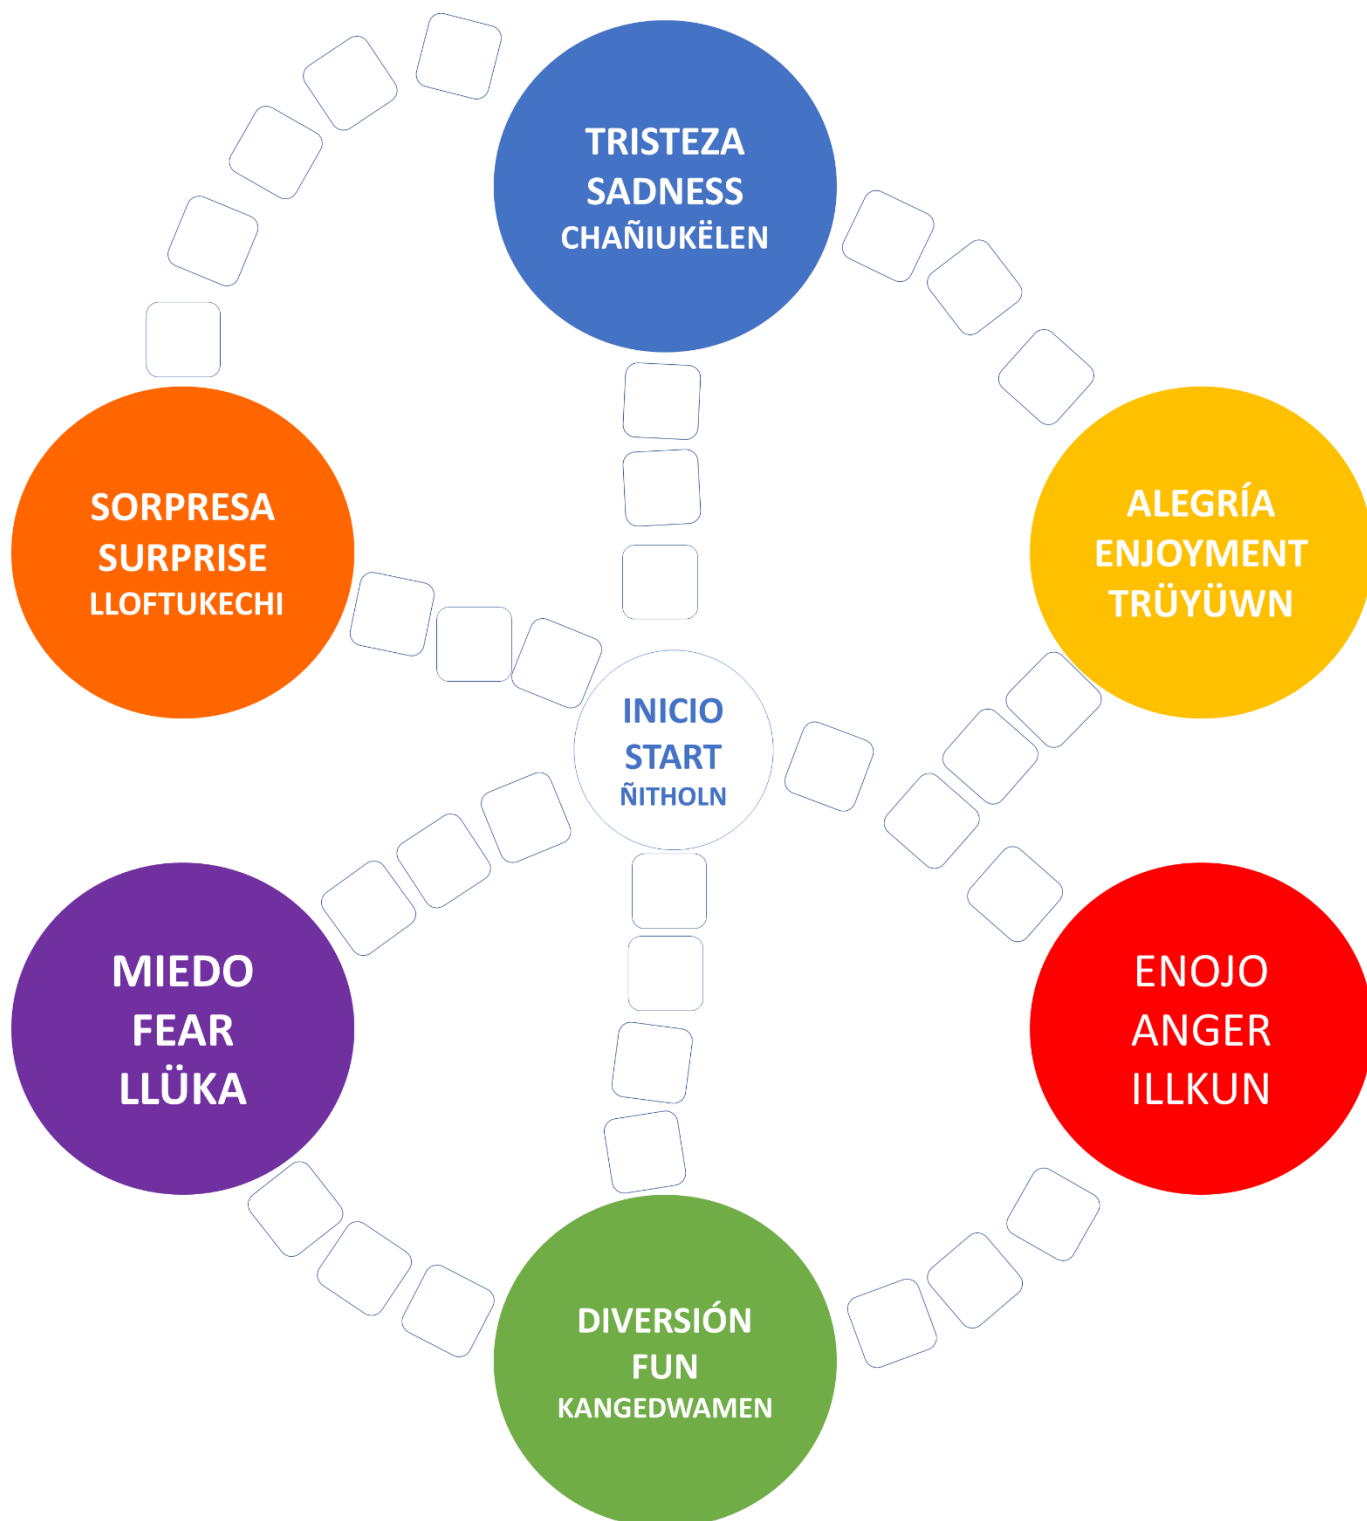 TRISTEZA
SADNESS
CHAÑIUKËLEN
SORPRESA
SURPRISE
LLOFTUKECHI
ALEGRÍA
ENJOYMENT
TRÜYÜWN
INICIO
START
ÑITHOLN
MIEDO
FEAR
LLÜKA
ENOJO
ANGER
ILLKUN
DIVERSIÓN
FUN
KANGEDWAMEN